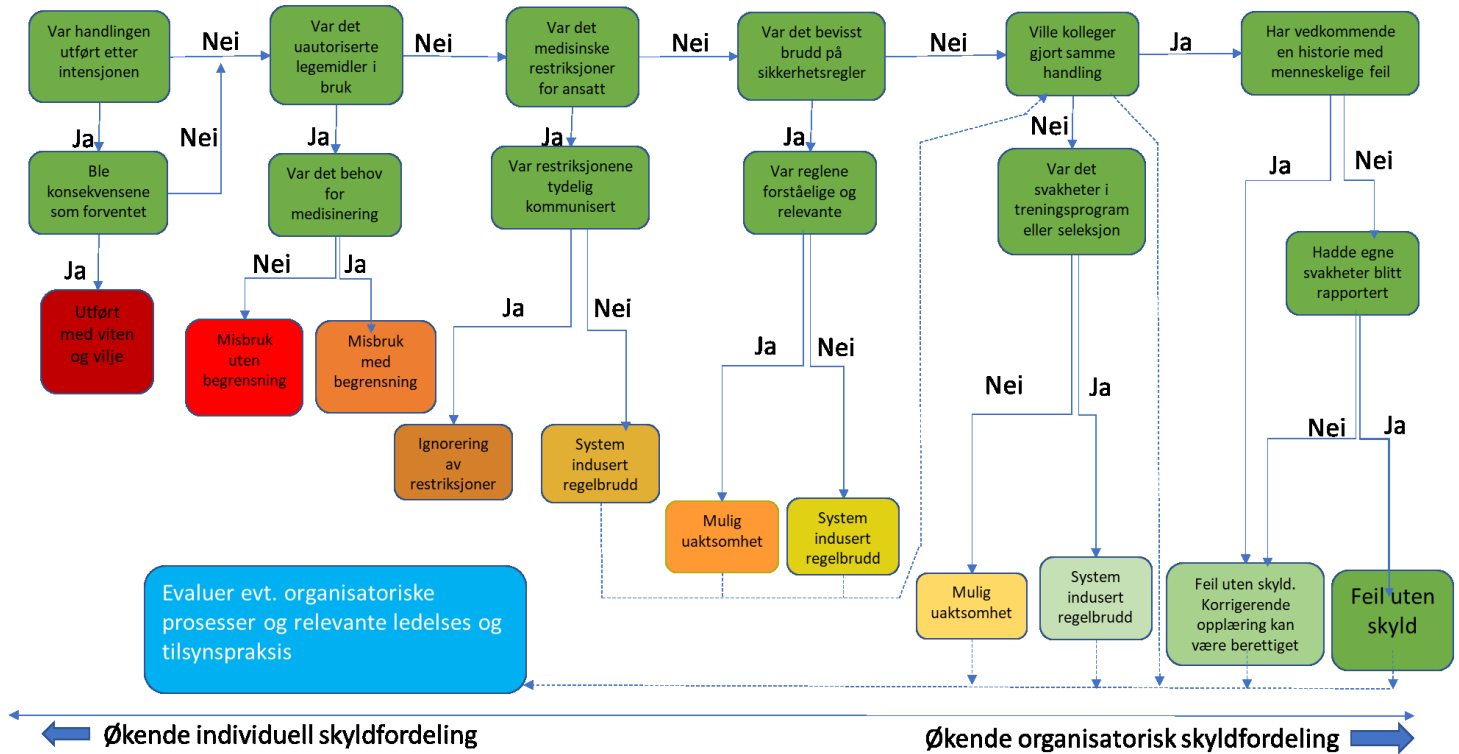 Var handlingen
utført etter
intensjonen
Nei
Var det
uautoriserte
legemidler i
bruk
Nei
Var det
medisinske
restriksjoner
for ansatt
Nei
Var det bevisst
brudd på
sikkerhetsregler
Nei
Ville kolleger
gjort samme
handling
Ja
Har vedkommende
en historie med
menneskelige feil
Ja
Nei
Ja
Ja
Ja
Nei
Ja
Nei
Ble
konsekvensene
som forventet
Var det behov
for
medisinering
Var restriksjonene
tydelig
kommunisert
Var reglene
forståelige og
relevante
Var det
svakheter i
treningsprogram
eller seleksjon
Hadde egne
svakheter blitt
rapportert
Ja
Nei
Ja
Ja
Nei
Ja
Nei
Nei
Ja
Nei
Ja
Utført
med viten
og vilje
Misbruk
uten
begrensning
Misbruk
med
begrensning
Ignorering
av
restriksjoner
System
indusert
regelbrudd
Mulig
uaktsomhet
System
indusert
regelbrudd
Mulig
uaktsomhet
System
indusert
regelbrudd
Feil uten skyld.
Korrigerende
opplæring kan
være berettiget
Feil uten
skyld
Evaluer evt. organisatoriske
prosesser og relevante ledelses og
tilsynspraksis
Økende individuell skyldfordeling
Økende organisatorisk skyldfordeling